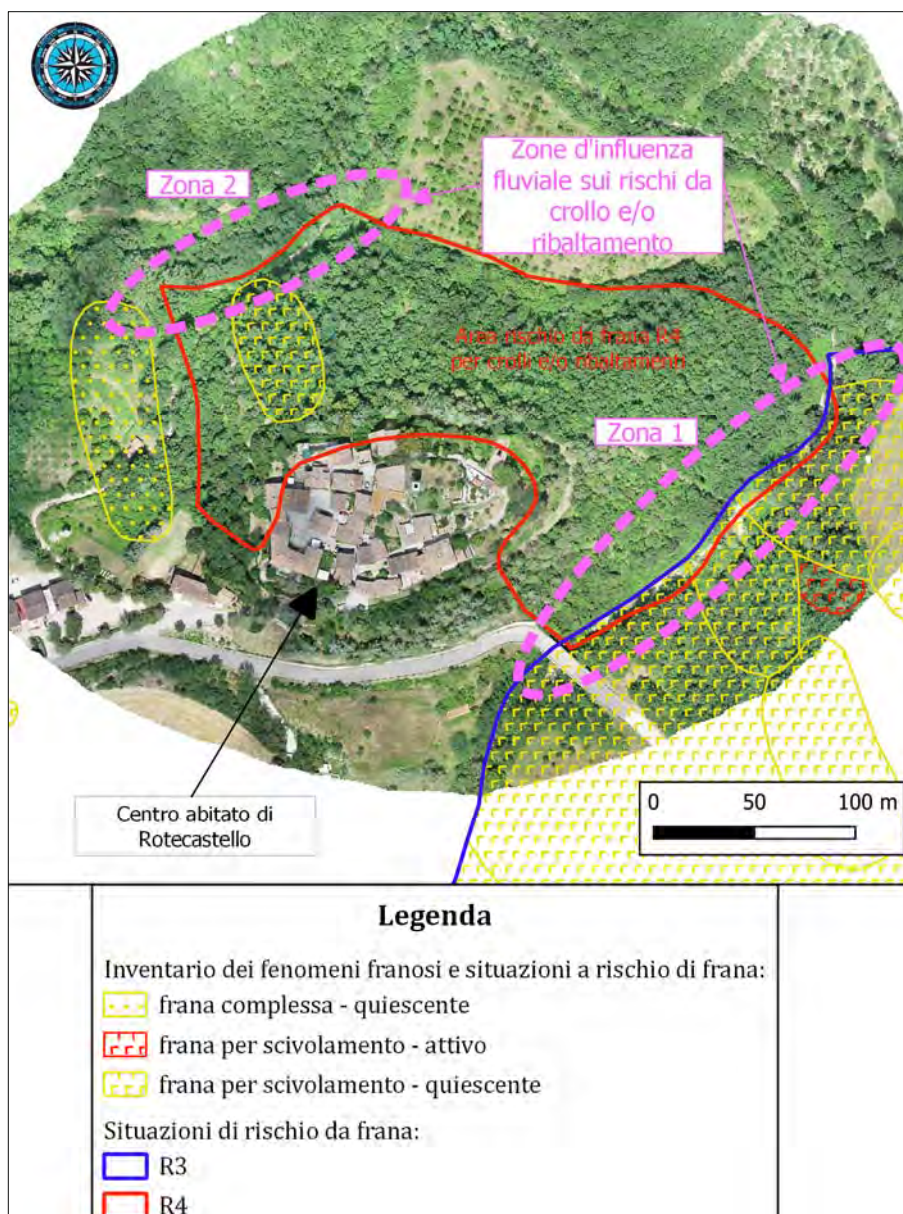 Zona 2
Zone d'influenza
fluviale sui rischi da
crollo e/o
ribaltamento
Area rischio da frana R4
per crolli e/o ribaltamenti
Zona 1
Centro abitato di
Rotecastello
0 50 100 m
Legenda
Inventario dei fenomeni franosi e situazioni a rischio di frana:
frana complessa - quiescente
frana per scivolamento - attivo
frana per scivolamento - quiescente
Situazioni di rischio da frana:
R3
R4